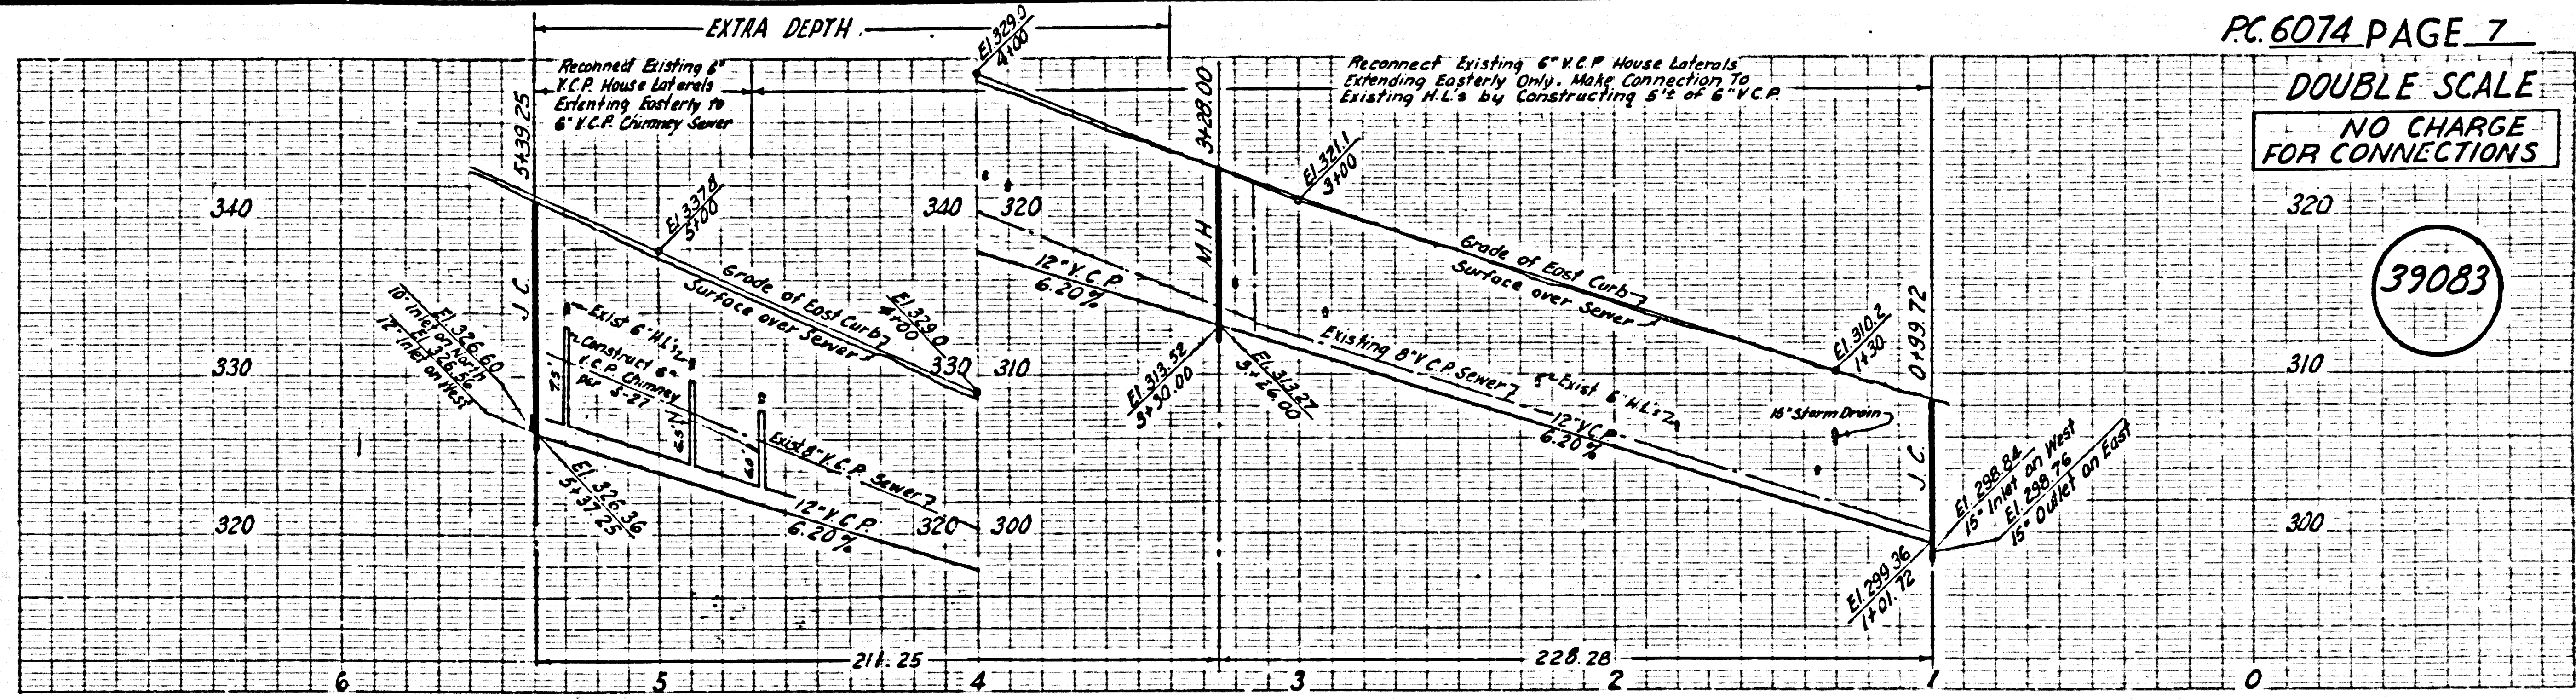 EXTRA DEPTH
P.C. 6074 PAGE 7
DOUBLE SCALE
NO CHARGE
FOR CONNECTIONS
39083
Reconnect Existing 6"
V.C.P. House Laterals
Extenting Easterly to
6" V.C.P. Chimney Sewer
El. 329.0
4+00
Reconnect Existing 6" V.C.P. House Laterals
Extending Easterly Only. Make Connection To
Existing H.L.'s by Constructing 5'± of 6" V.C.P.
5+39.25
3+28.00
0+99.72
J.C.
M.H
J.C.
340
330
320
340
330
320
320
310
300
320
310
300
El. 337.8
5+00
Grade of East Curb
Surface over Sewer
El. 329.0
4+00
El. 321.1
3+00
Grade of East Curb
Surface over Sewer
El. 310.2
1+30
12" V.C.P.
6.20%
El. 326.60
10" Inlet on North
El. 326.56
12" Inlet on West
Exist 6" H.L's
Construct 6"
V.C.P. Chimney
per S-27
7.5
6.5
6.0
Exist 8" V.C.P. Sewer
12" V.C.P.
6.20%
El. 326.36
5+37.25
El. 313.52
3+30.00
El. 313.27
3+26.00
Existing 8" V.C.P. Sewer
Exist 6" H.L.'s
12" V.C.P.
6.20%
15" Storm Drain
El. 298.84
15" Inlet on West
El. 298.76
15" Outlet on East
El. 299.36
1+01.72
211.25
228.28
6 5 4 3 2 1 0